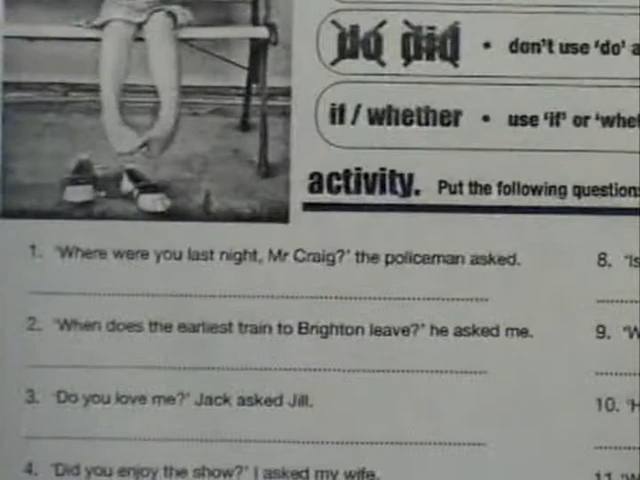 do did • don't use 'do' a
if / whether • use 'if' or 'whe
activity. Put the following question
1. 'Where were you last night, Mr Craig?' the policeman asked.
2. 'When does the earliest train to Brighton leave?' he asked me.
3. 'Do you love me?' Jack asked Jill.
4. 'Did you enjoy the show?' I asked my wife.
8. 'Is
9. 'W
10. 'H
11. 'W